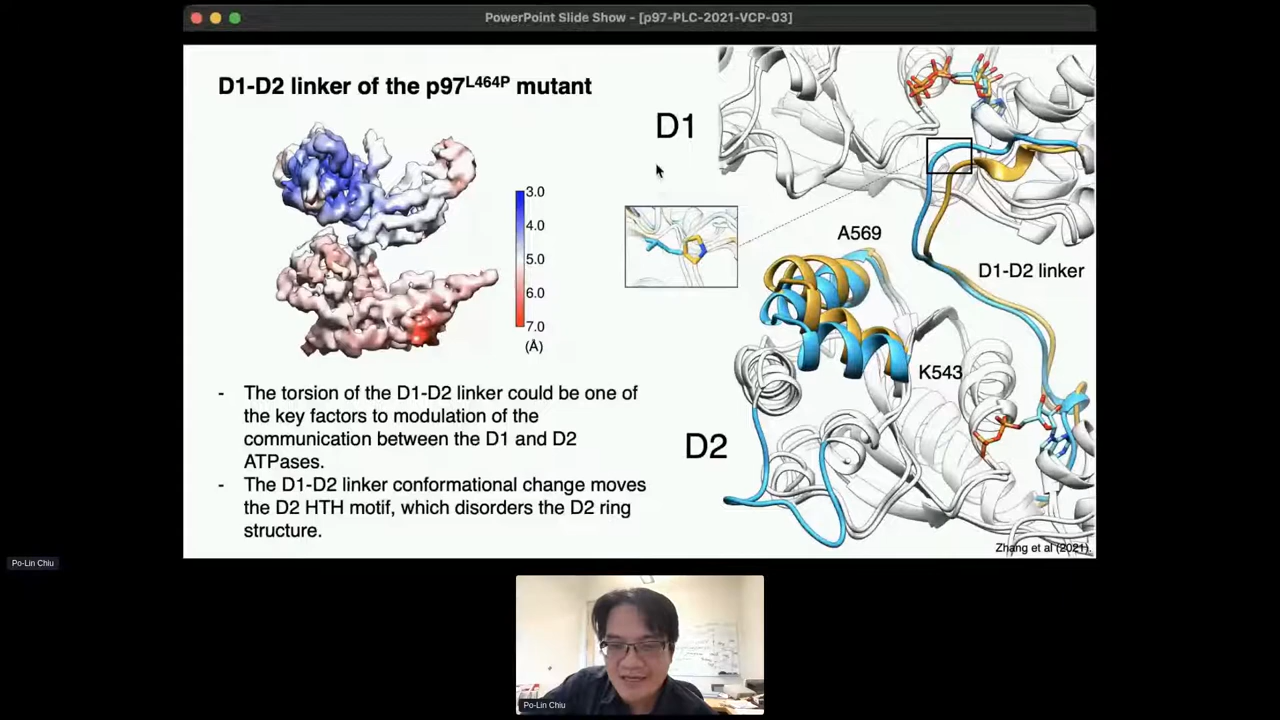 PowerPoint Slide Show - [p97-PLC-2021-VCP-03]
D1-D2 linker of the p97L464P mutant
D1
3.0
4.0
5.0
6.0
7.0
(Å)
A569
D1-D2 linker
K543
D2
- The torsion of the D1-D2 linker could be one of
the key factors to modulation of the
communication between the D1 and D2
ATPases.
- The D1-D2 linker conformational change moves
the D2 HTH motif, which disorders the D2 ring
structure.
Zhang et al (2021).
Po-Lin Chiu
Po-Lin Chiu